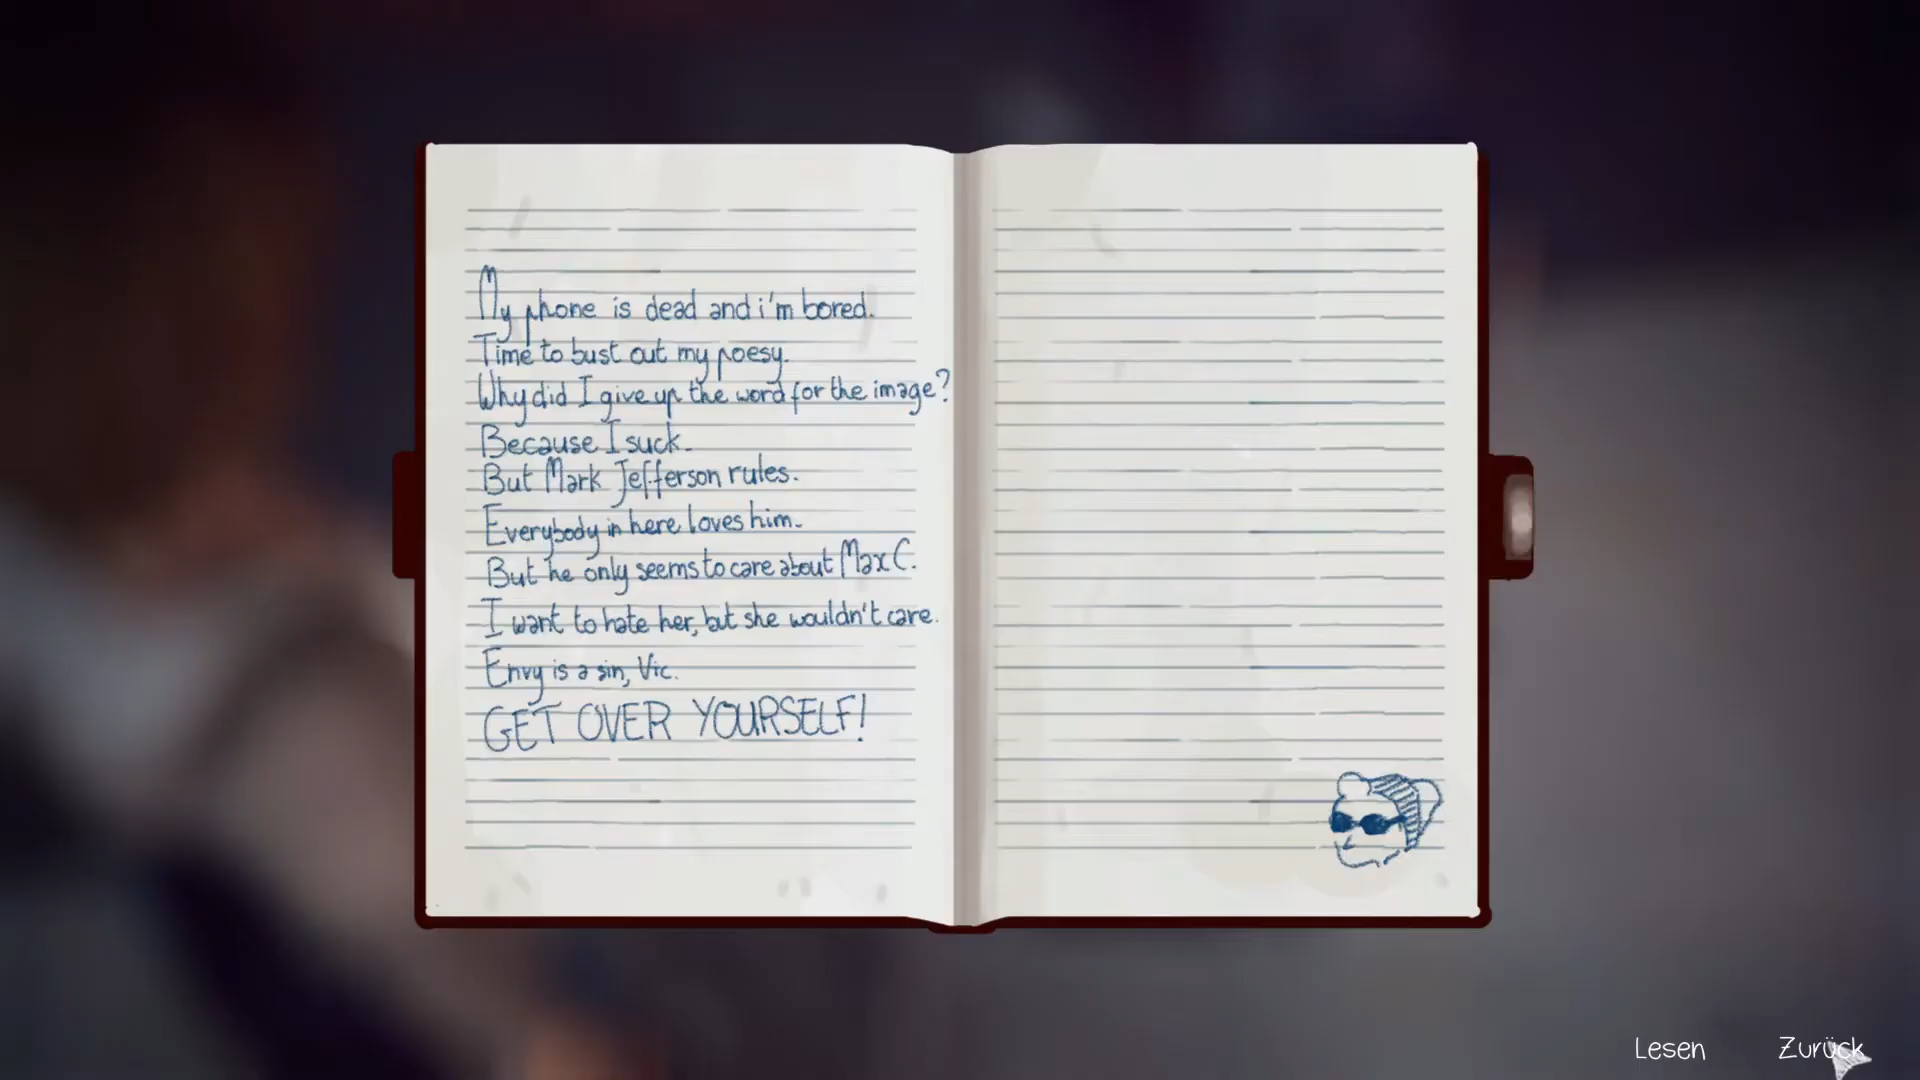 My phone is dead and i'm bored.
Time to bust out my poesy.
Why did I give up the word for the image?
Because I suck.
But Mark Jefferson rules.
Everybody in here loves him.
But he only seems to care about Max C.
I want to hate her, but she wouldn't care.
Envy is a sin, Vic.
GET OVER YOURSELF!
Lesen Zurück